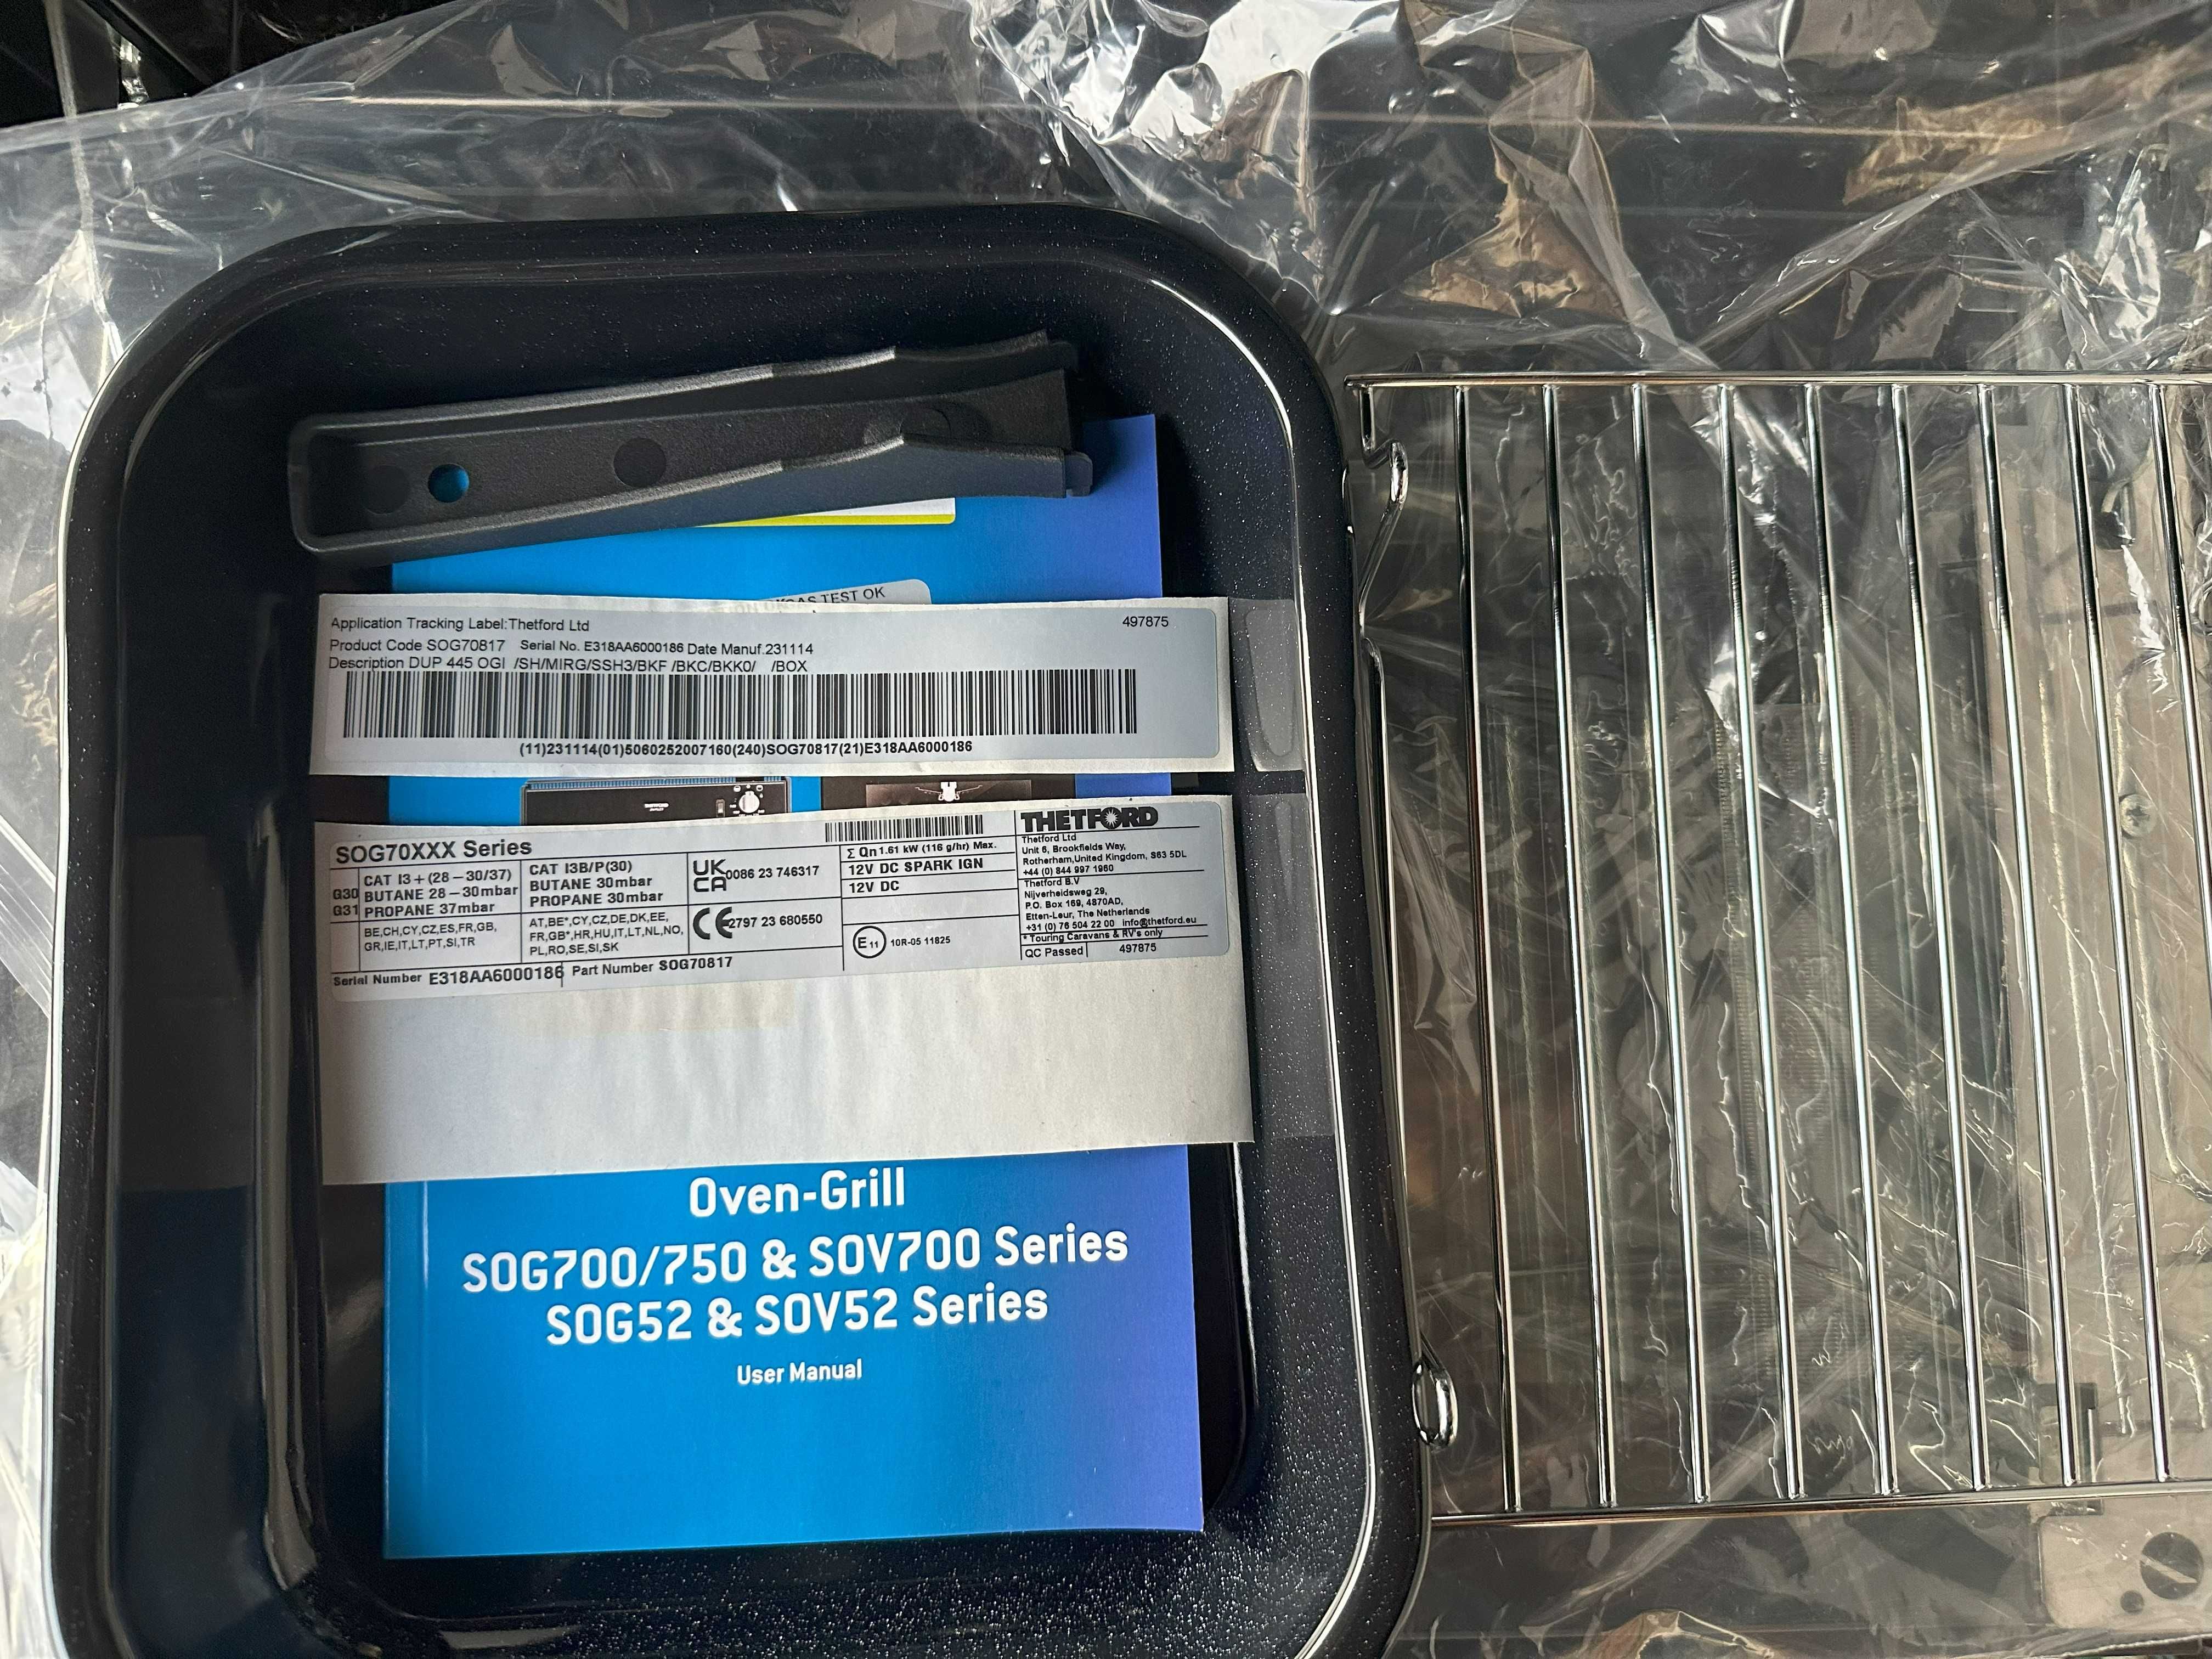 GAS TEST OK
Application Tracking Label:Thetford Ltd 497875
Product Code SOG70817 Serial No. E318AA6000186 Date Manuf.231114
Description DUP 445 OGI /SH/MIRG/SSH3/BKF /BKC/BKK0/ /BOX
(11)231114(01)5060252007160(240)SOG70817(21)E318AA6000186
THETFORD
SOG70XXX Series
G30
G31
CAT I3+(28-30/37)
BUTANE 28-30mbar
PROPANE 37mbar
BE,CH,CY,CZ,ES,FR,GB,
GR,IE,IT,LT,PT,SI,TR
CAT I3B/P(30)
BUTANE 30mbar
PROPANE 30mbar
AT,BE*,CY,CZ,DE,DK,EE,
FR,GB*,HR,HU,IT,LT,NL,NO,
PL,RO,SE,SI,SK
UK
CA 0086 23 746317
CE 2797 23 680550
Σ Qn 1.61 kW (116 g/hr) Max.
12V DC SPARK IGN
12V DC
E11 10R-05 11825
THETFORD
Thetford Ltd
Unit 6, Brookfields Way,
Rotherham,United Kingdom, S63 5DL
+44 (0) 844 997 1960
Thetford B.V
Nijverheidsweg 29,
P.O. Box 169, 4870AD,
Etten-Leur, The Netherlands
+31 (0) 76 504 22 00 info@thetford.eu
* Touring Caravans & RV's only
QC Passed 497875
Serial Number E318AA6000186 Part Number SOG70817
Oven-Grill
SOG700/750 & SOV700 Series
SOG52 & SOV52 Series
User Manual